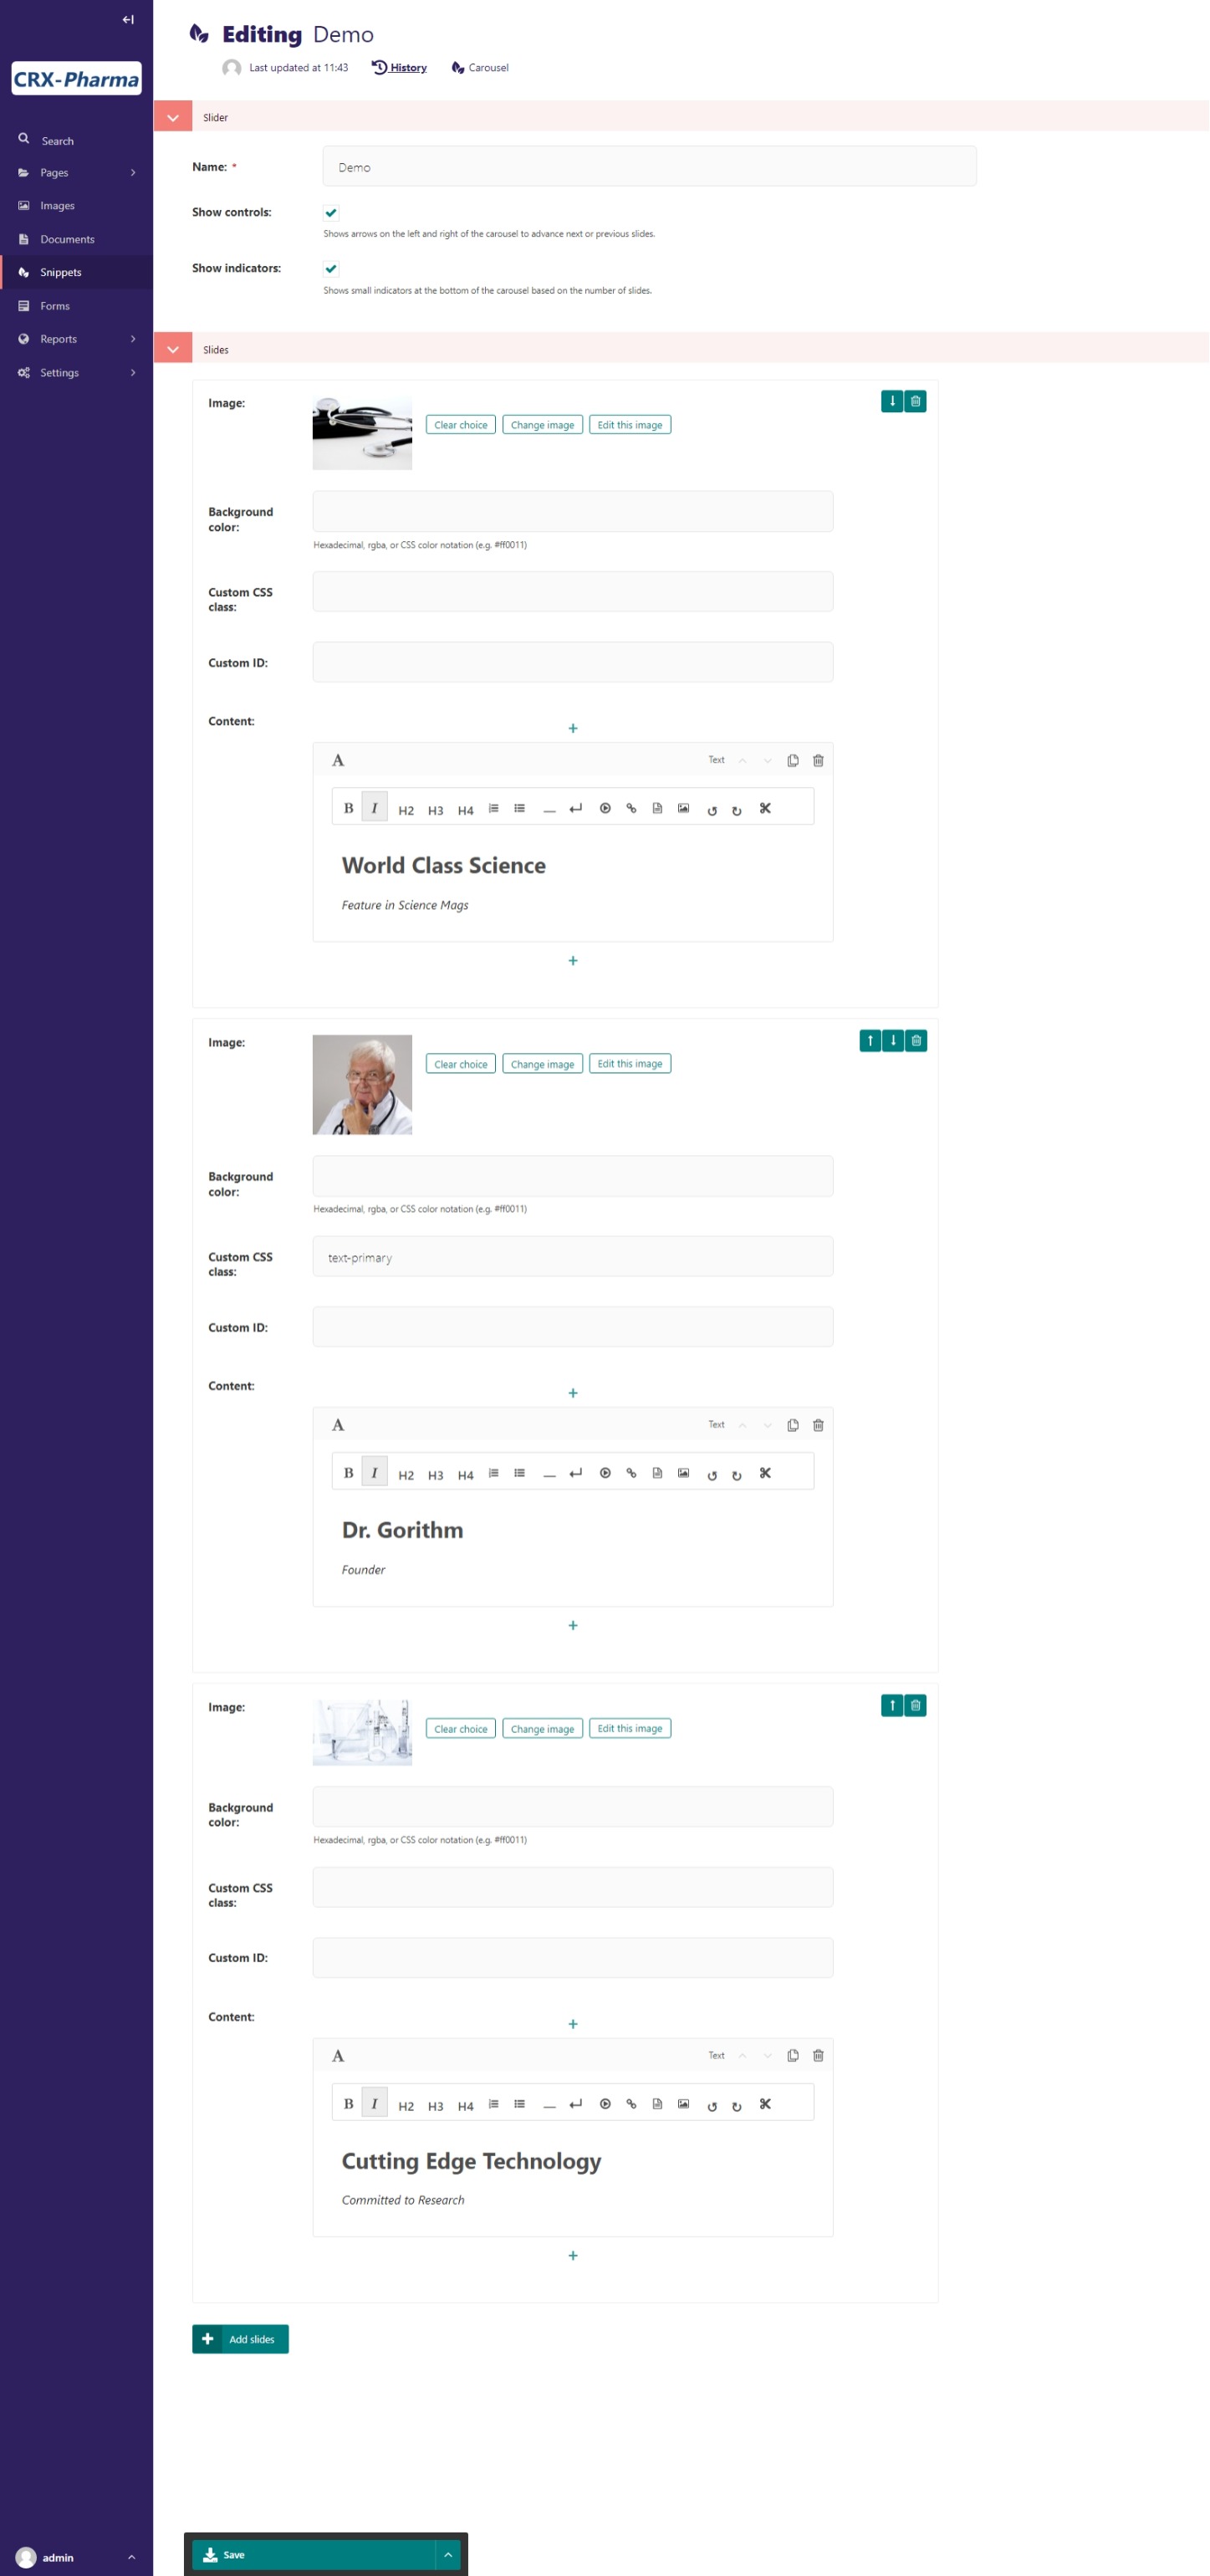 CRX-Pharma
Search
Pages
Images
Documents
Snippets
Forms
Reports
Settings
admin
Editing Demo
Last updated at 11:43 History Carousel
Slider
Name: * Demo
Show controls:
Shows arrows on the left and right of the carousel to advance next or previous slides.
Show indicators:
Shows small indicators at the bottom of the carousel based on the number of slides.
Slides
Image: Clear choice Change image Edit this image
Background color:
Hexadecimal, rgba, or CSS color notation (e.g. #ff0011)
Custom CSS class:
Custom ID:
Content:
A Text
B I H2 H3 H4
World Class Science
Feature in Science Mags
Image: Clear choice Change image Edit this image
Background color:
Hexadecimal, rgba, or CSS color notation (e.g. #ff0011)
Custom CSS class: text-primary
Custom ID:
Content:
A Text
B I H2 H3 H4
Dr. Gorithm
Founder
Image: Clear choice Change image Edit this image
Background color:
Hexadecimal, rgba, or CSS color notation (e.g. #ff0011)
Custom CSS class:
Custom ID:
Content:
A Text
B I H2 H3 H4
Cutting Edge Technology
Committed to Research
Add slides
Save